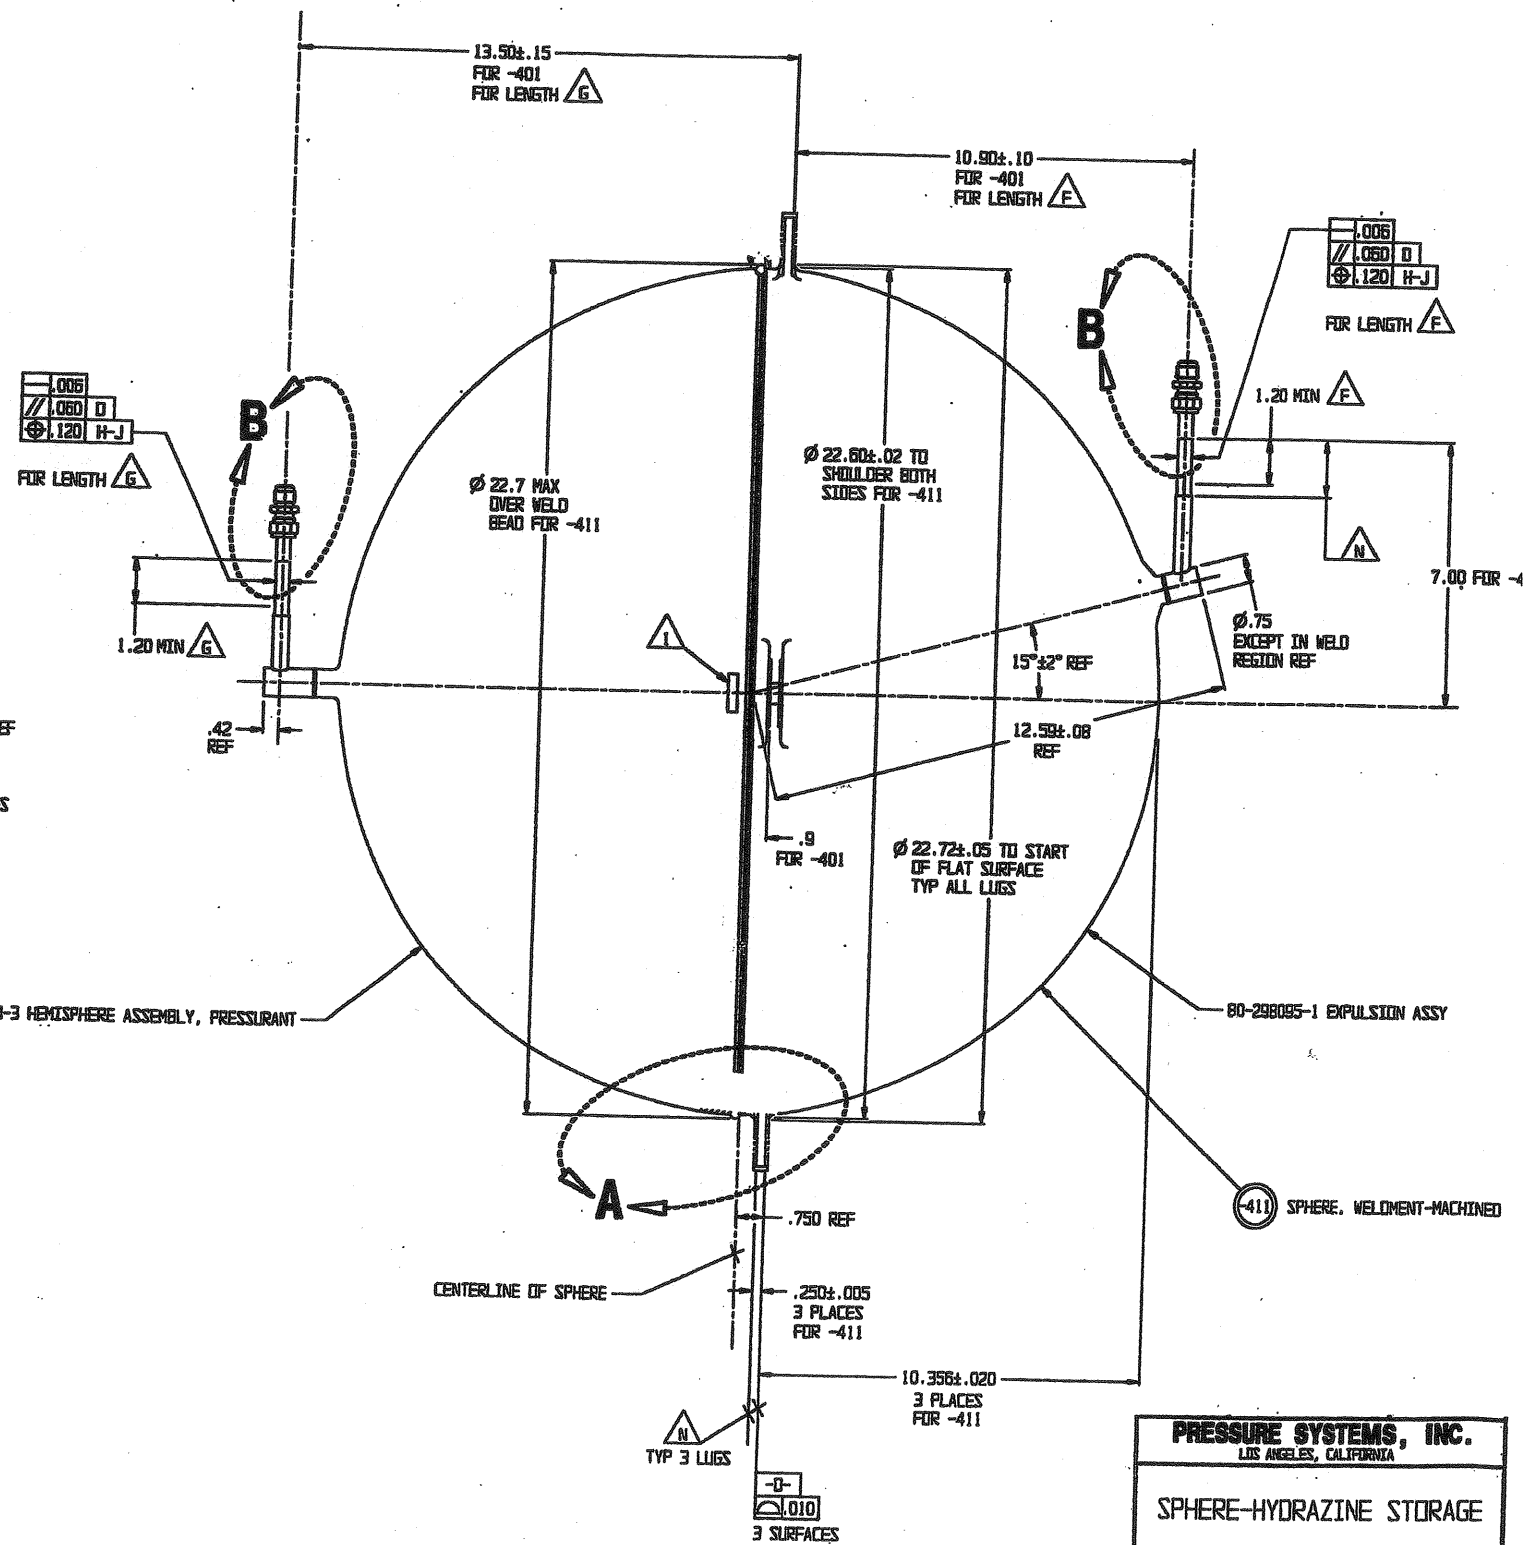 13.50±.15
FOR -401
FOR LENGTH G
10.90±.10
FOR -401
FOR LENGTH F
.006
// .060 D
⌖ .120 H-J
FOR LENGTH F
B
1.20 MIN F
.006
// .060 D
⌖ .120 H-J
FOR LENGTH G
B
Ø 22.7 MAX
OVER WELD
BEAD FOR -411
Ø 22.60±.02 TO
SHOULDER BOTH
SIDES FOR -411
N
7.00 FOR -4
1.20 MIN G
1
15°±2° REF
Ø.75
EXCEPT IN WELD
REGION REF
.42
REF
12.59±.08
REF
.9
FOR -401
Ø 22.72±.05 TO START
OF FLAT SURFACE
TYP ALL LUGS
-3 HEMISPHERE ASSEMBLY, PRESSURANT
80-298095-1 EXPULSION ASSY
A
-411 SPHERE, WELDMENT-MACHINED
.750 REF
CENTERLINE OF SPHERE
.250±.005
3 PLACES
FOR -411
10.356±.020
3 PLACES
FOR -411
N
TYP 3 LUGS
-D-
⌓ .010
3 SURFACES
PRESSURE SYSTEMS, INC.
LOS ANGELES, CALIFORNIA
SPHERE-HYDRAZINE STORAGE